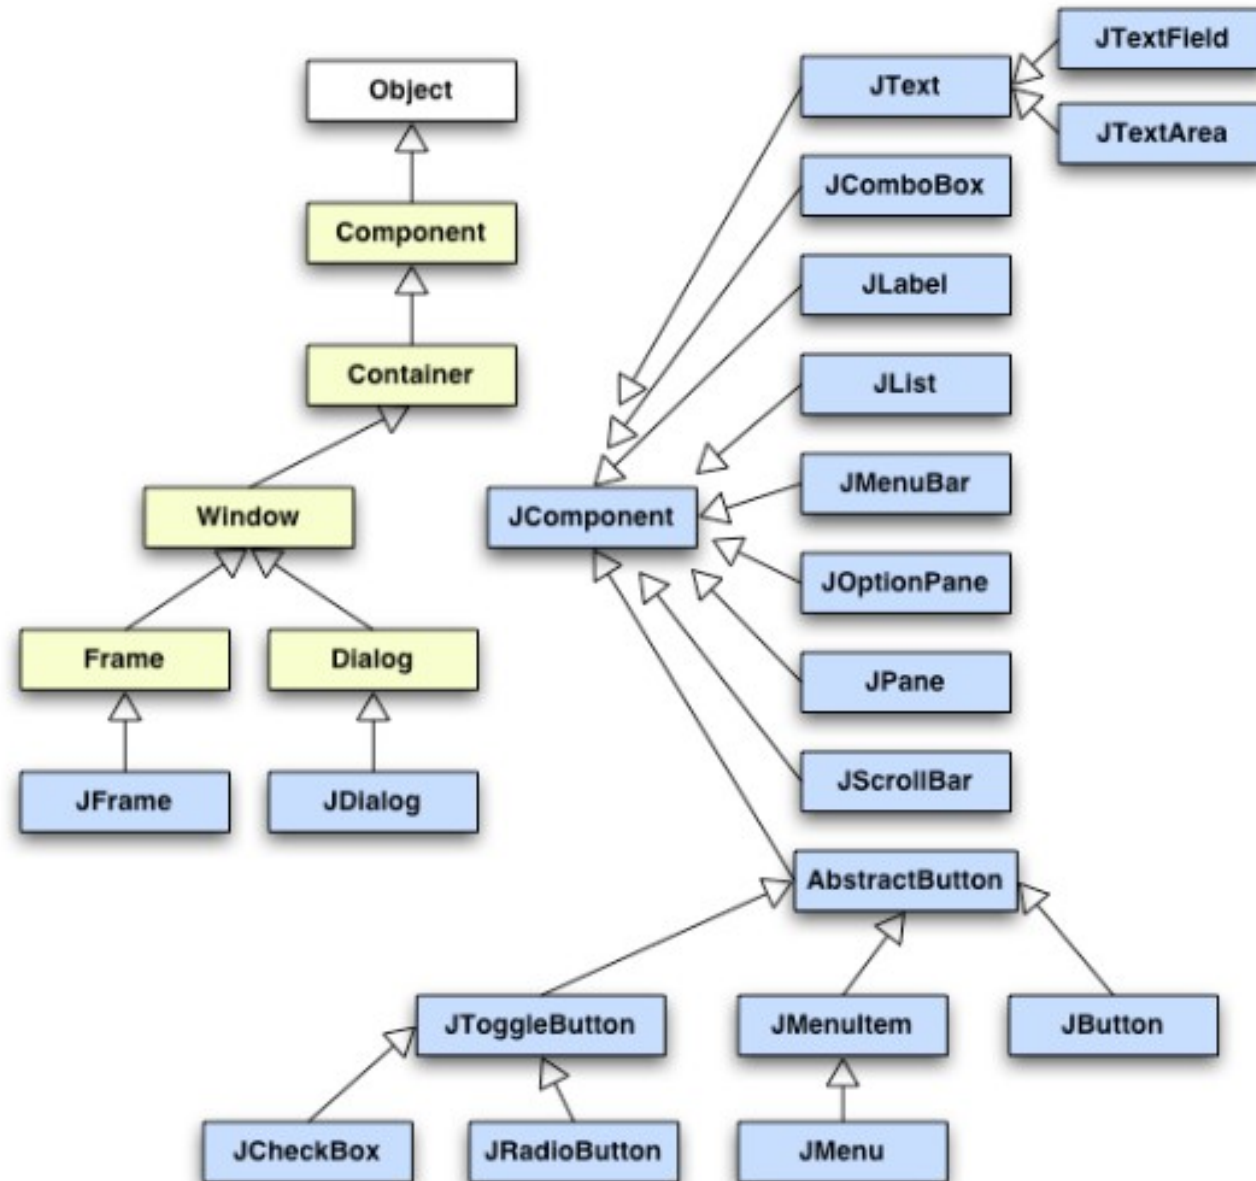 JTextField
Object
JText
JTextArea
JComboBox
Component
JLabel
Container
JList
JMenuBar
Window
JComponent
JOptionPane
Frame
Dialog
JPane
JFrame
JDialog
JScrollBar
AbstractButton
JToggleButton
JMenuItem
JButton
JCheckBox
JRadioButton
JMenu